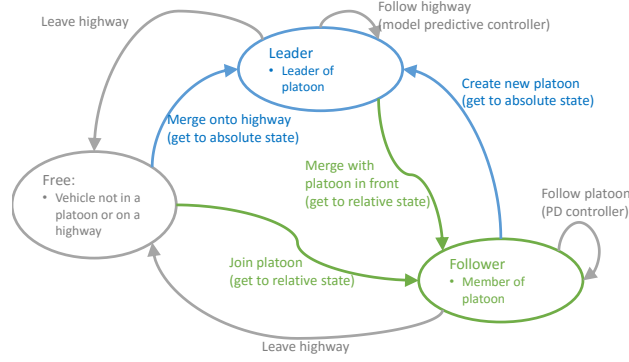 Leave highway
Follow highway
(model predictive controller)
Leader
• Leader of
platoon
Create new platoon
(get to absolute state)
Merge onto highway
(get to absolute state)
Merge with
platoon in front
(get to relative state)
Free:
• Vehicle not in a
platoon or on a
highway
Follow platoon
(PD controller)
Join platoon
(get to relative state)
Follower
• Member of
platoon
Leave highway